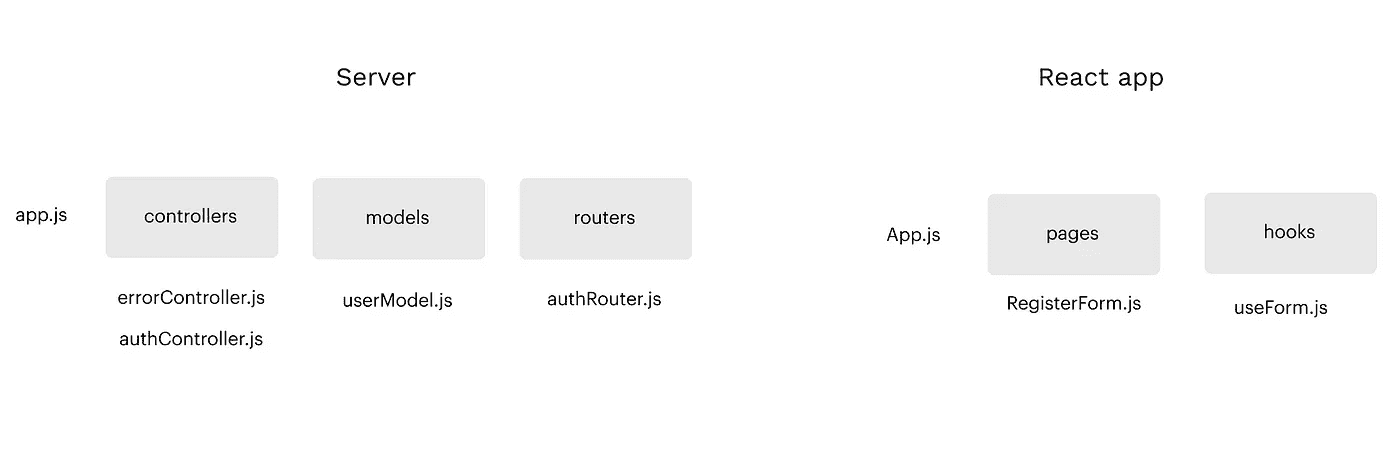 Server
app.js
controllers
models
routers
errorController.js
authController.js
userModel.js
authRouter.js
React app
App.js
pages
hooks
RegisterForm.js
useForm.js